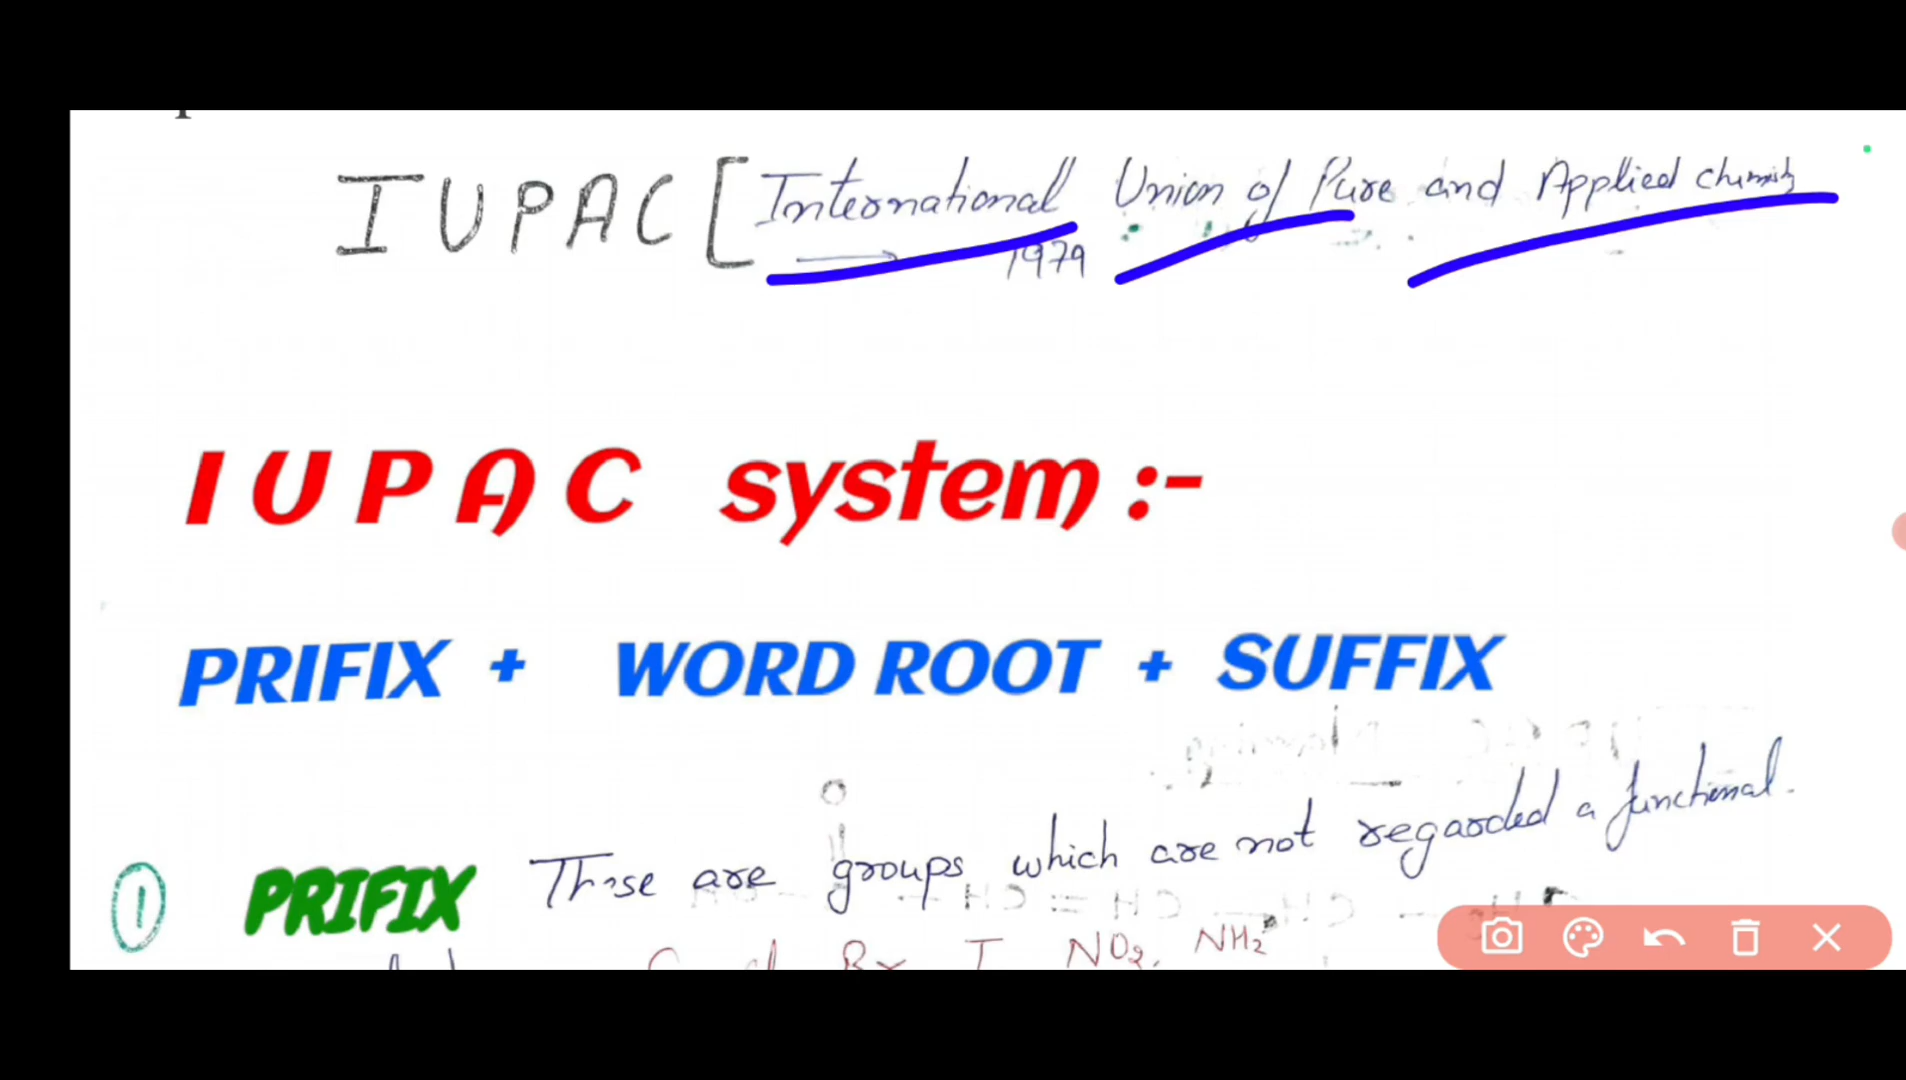 IUPAC [ International Union of Pure and Applied chemistry
→ 1979
IUPAC system :-
PRIFIX + WORD ROOT + SUFFIX
① PRIFIX These are groups which are not regarded a functional.
Br I NO2, NH2